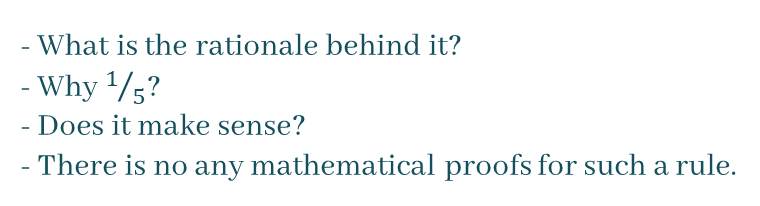 - What is the rationale behind it?
- Why 1/5?
- Does it make sense?
- There is no any mathematical proofs for such a rule.